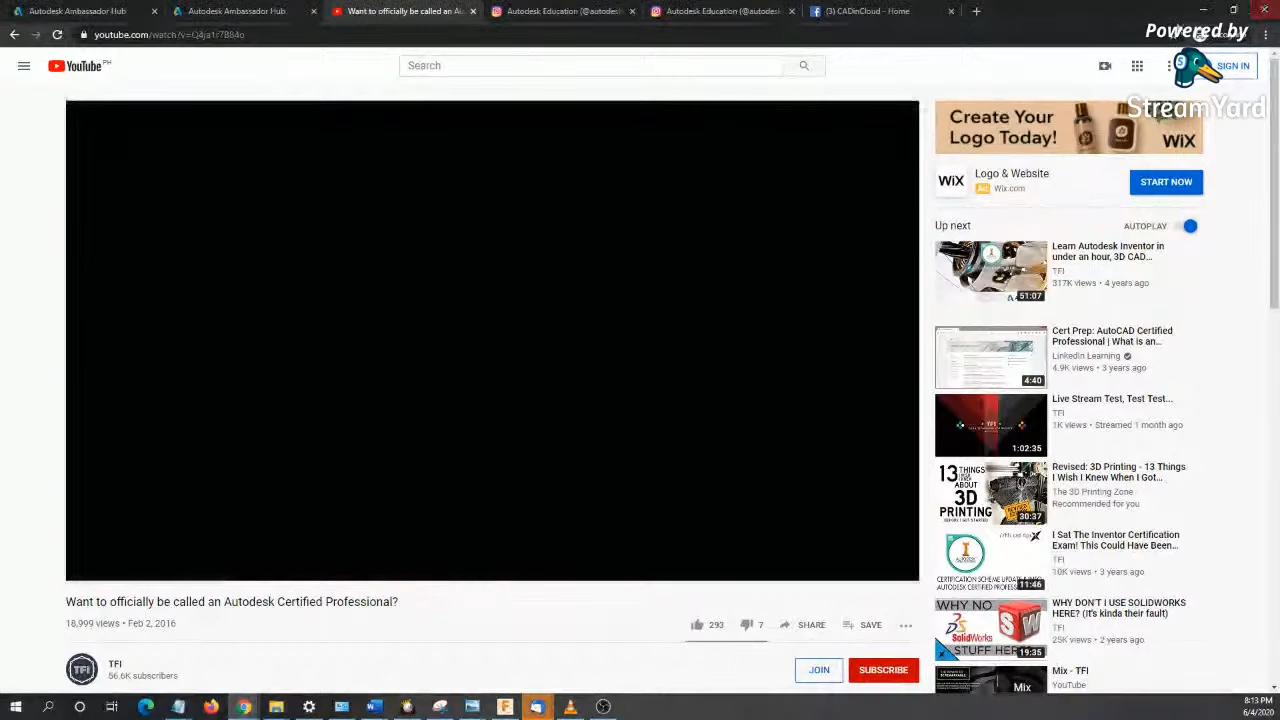 Autodesk Ambassador Hub
Autodesk Ambassador Hub
Want to officially be called an Au
Autodesk Education (@autodes
Autodesk Education (@autodes
(3) CADinCloud - Home
youtube.com/watch?v=Q4ja1r7B84o
Powered by
StreamYard
YouTube PH
Search
SIGN IN
Create Your
Logo Today!
WiX
WiX
Logo & Website
Ad Wix.com
START NOW
Up next
AUTOPLAY
Learn Autodesk Inventor in
under an hour, 3D CAD...
TFI
317K views • 4 years ago
51:07
Cert Prep: AutoCAD Certified
Professional | What is an...
LinkedIn Learning
4.9K views • 3 years ago
4:40
Live Stream Test, Test Test...
TFI
1K views • Streamed 1 month ago
TFI
1:02:35
13 THINGS
ABOUT
3D
PRINTING
30:37
Revised: 3D Printing - 13 Things
I Wish I Knew When I Got...
The 3D Printing Zone
Recommended for you
I Sat The Inventor Certification
Exam! This Could Have Been...
TFI
10K views • 3 years ago
11:46
WHY NO
SolidWorks
STUFF HERE
19:35
WHY DON'T I USE SOLIDWORKS
HERE? (It's kinda their fault)
TFI
25K views • 2 years ago
Mix - TFI
YouTube
Mix
Want to officially be called an Autodesk Certified Professional?
18,999 views • Feb 2, 2016
293
7
SHARE
SAVE
TFI
TFI
56.6K subscribers
JOIN
SUBSCRIBE
8:13 PM
6/4/2020